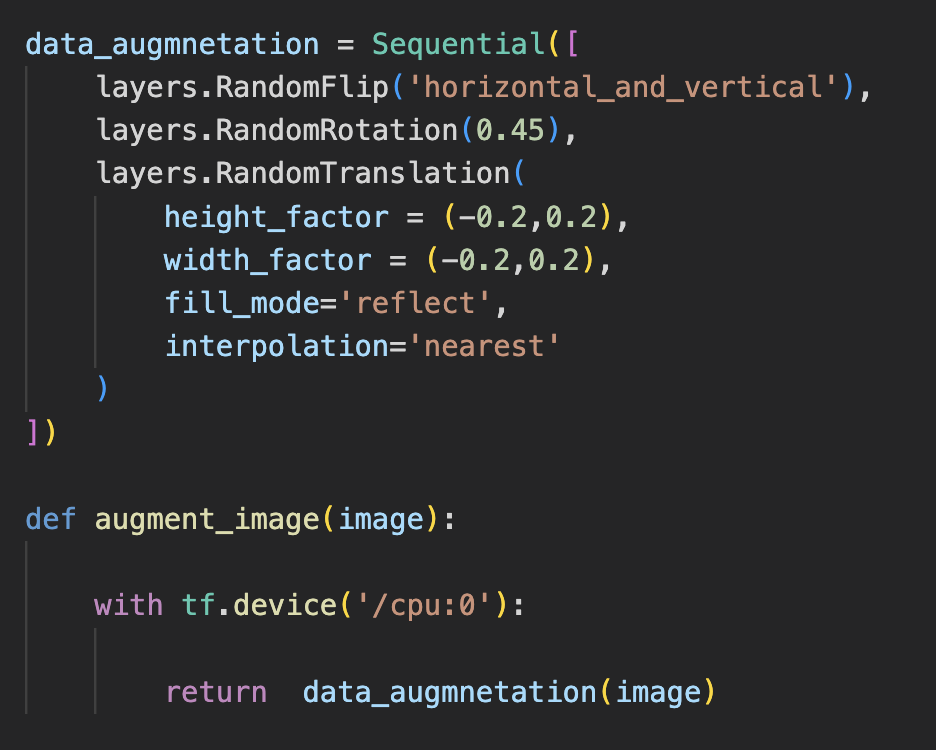 data_augmnetation = Sequential([
    layers.RandomFlip('horizontal_and_vertical'),
    layers.RandomRotation(0.45),
    layers.RandomTranslation(
        height_factor = (-0.2,0.2),
        width_factor = (-0.2,0.2),
        fill_mode='reflect',
        interpolation='nearest'
    )
])
def augment_image(image):
    with tf.device('/cpu:0'):
        return  data_augmnetation(image)